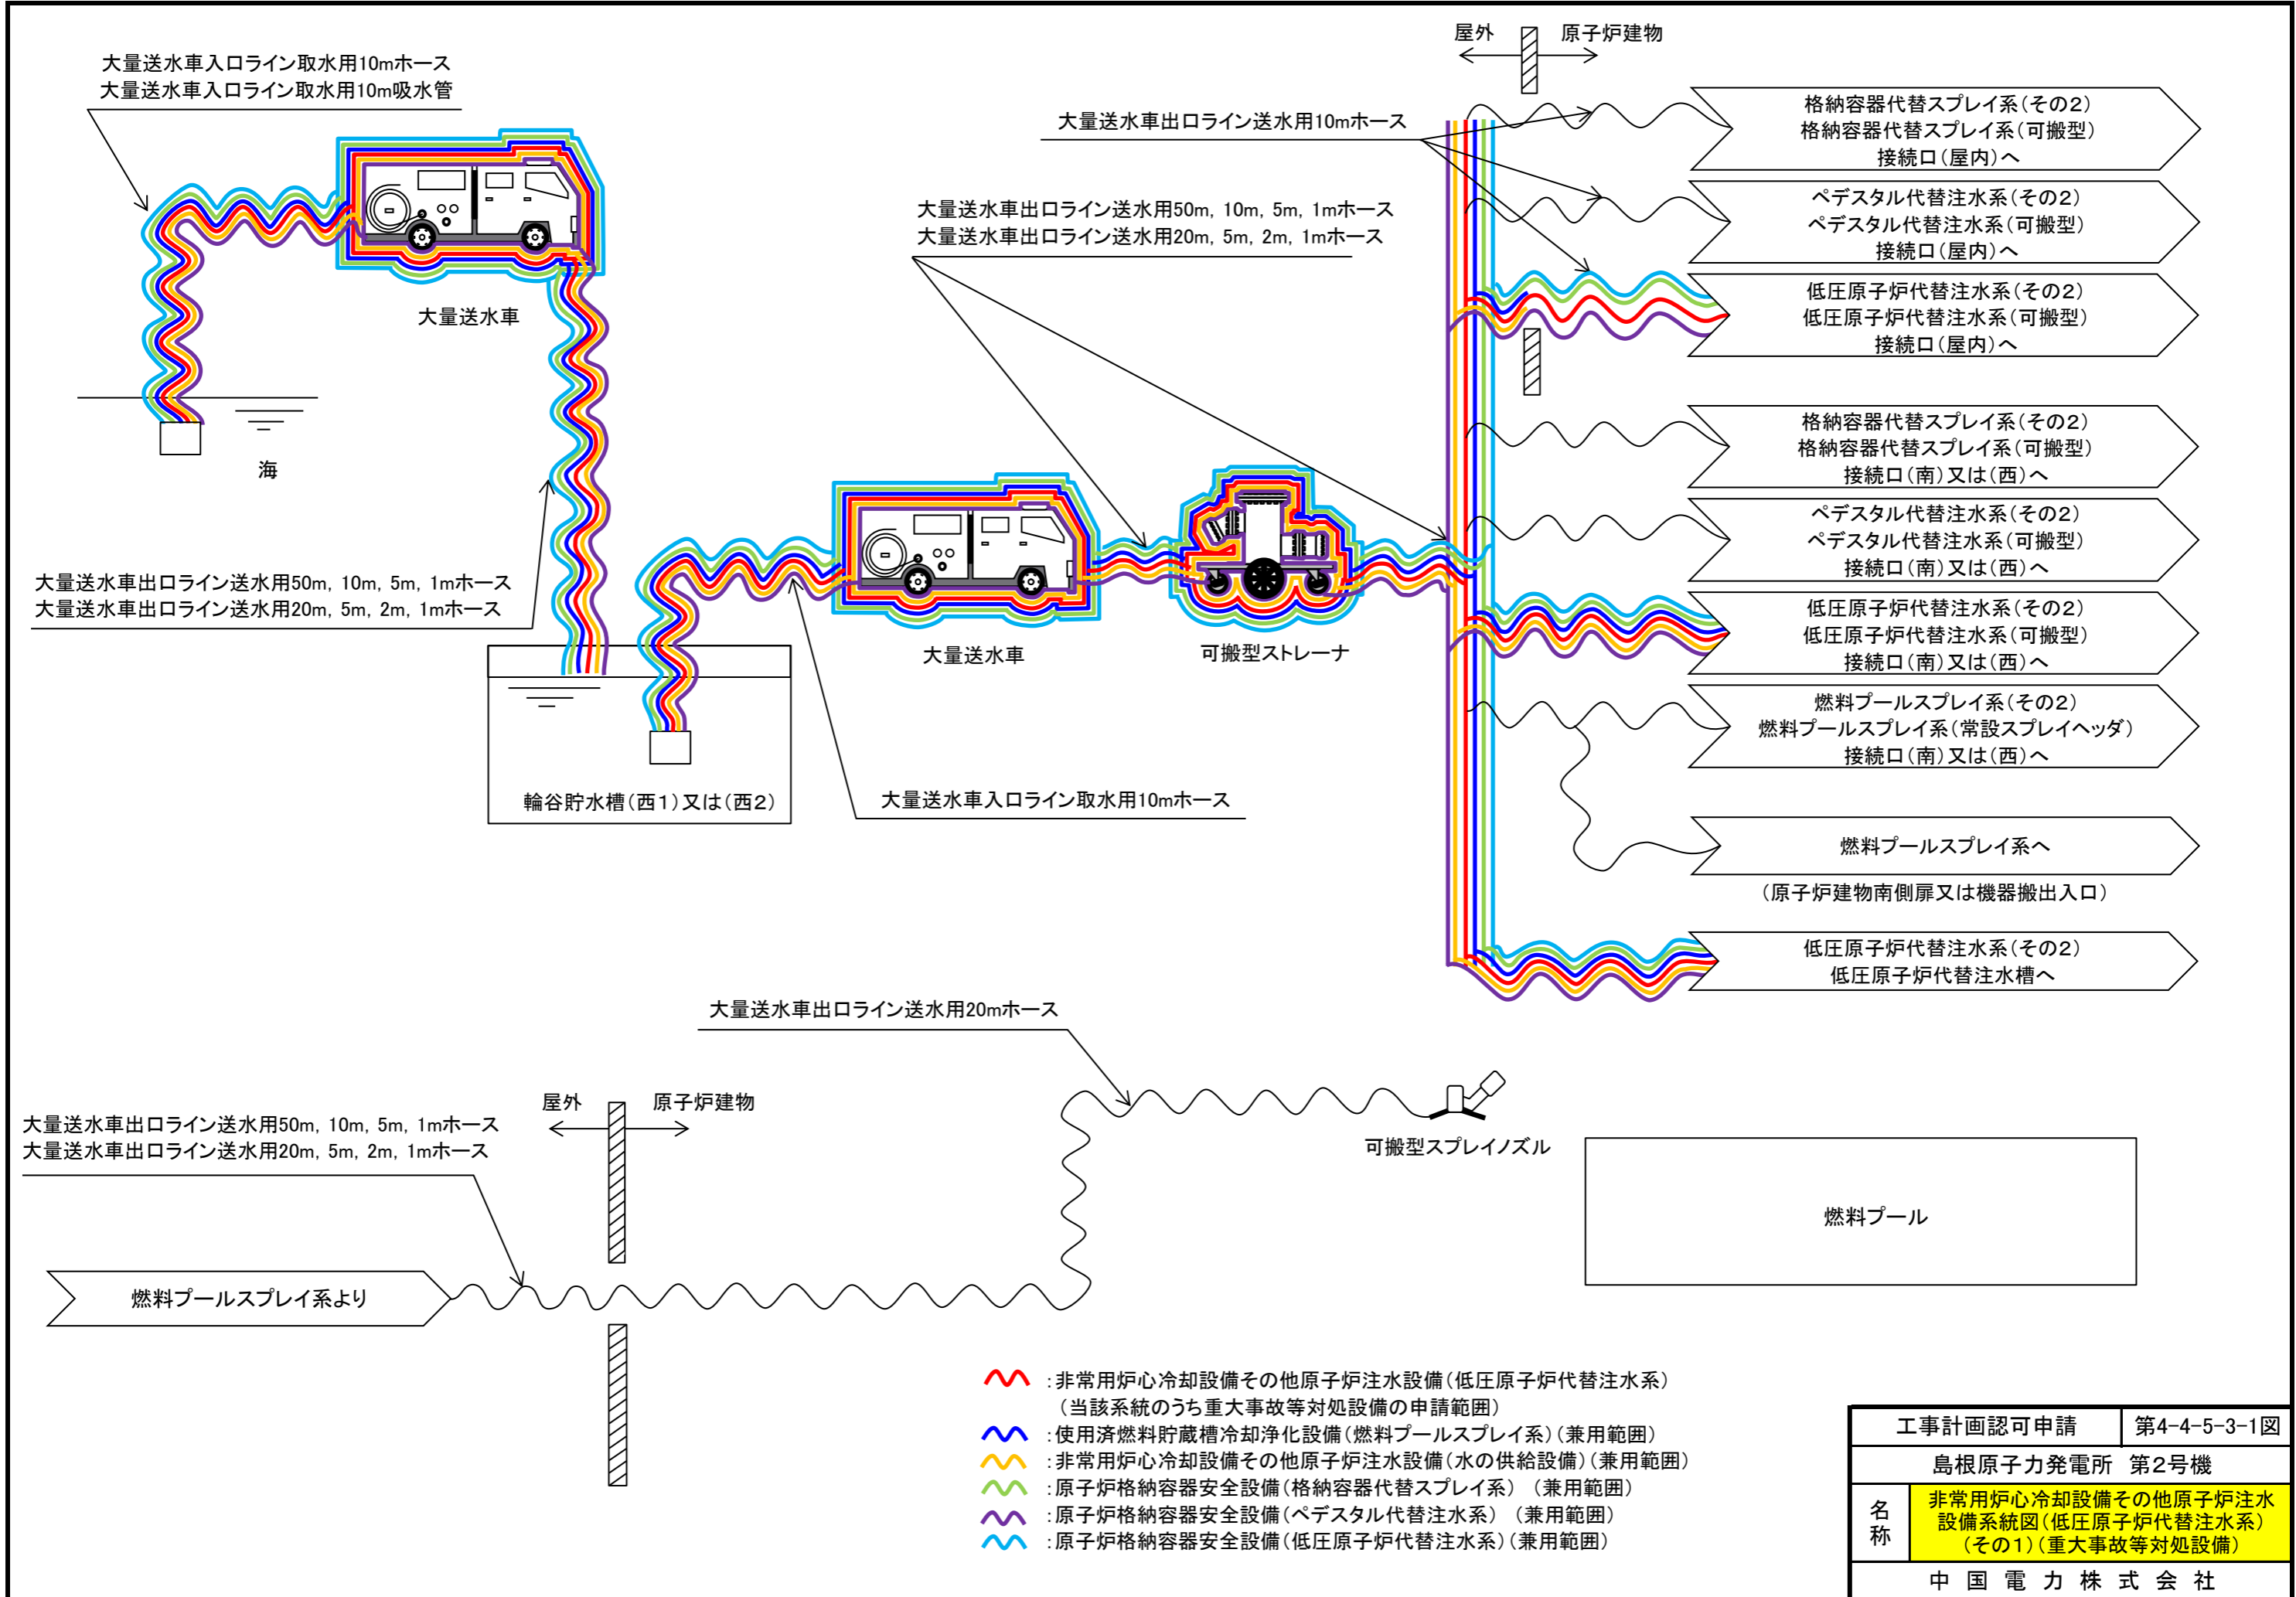 大量送水車入口ライン取水用10mホース
大量送水車入口ライン取水用10m吸水管
大量送水車
海
大量送水車出口ライン送水用50m, 10m, 5m, 1mホース
大量送水車出口ライン送水用20m, 5m, 2m, 1mホース
輪谷貯水槽(西1)又は(西2)
大量送水車入口ライン取水用10mホース
大量送水車
可搬型ストレーナ
大量送水車出口ライン送水用50m, 10m, 5m, 1mホース
大量送水車出口ライン送水用20m, 5m, 2m, 1mホース
大量送水車出口ライン送水用10mホース
屋外
原子炉建物
格納容器代替スプレイ系(その2)
格納容器代替スプレイ系(可搬型)
接続口(屋内)へ
ペデスタル代替注水系(その2)
ペデスタル代替注水系(可搬型)
接続口(屋内)へ
低圧原子炉代替注水系(その2)
低圧原子炉代替注水系(可搬型)
接続口(屋内)へ
格納容器代替スプレイ系(その2)
格納容器代替スプレイ系(可搬型)
接続口(南)又は(西)へ
ペデスタル代替注水系(その2)
ペデスタル代替注水系(可搬型)
接続口(南)又は(西)へ
低圧原子炉代替注水系(その2)
低圧原子炉代替注水系(可搬型)
接続口(南)又は(西)へ
燃料プールスプレイ系(その2)
燃料プールスプレイ系(常設スプレイヘッダ)
接続口(南)又は(西)へ
燃料プールスプレイ系へ
(原子炉建物南側扉又は機器搬出入口)
低圧原子炉代替注水系(その2)
低圧原子炉代替注水槽へ
大量送水車出口ライン送水用20mホース
屋外
原子炉建物
大量送水車出口ライン送水用50m, 10m, 5m, 1mホース
大量送水車出口ライン送水用20m, 5m, 2m, 1mホース
燃料プールスプレイ系より
可搬型スプレイノズル
燃料プール
:非常用炉心冷却設備その他原子炉注水設備(低圧原子炉代替注水系)
(当該系統のうち重大事故等対処設備の申請範囲)
:使用済燃料貯蔵槽冷却浄化設備(燃料プールスプレイ系)(兼用範囲)
:非常用炉心冷却設備その他原子炉注水設備(水の供給設備)(兼用範囲)
:原子炉格納容器安全設備(格納容器代替スプレイ系) (兼用範囲)
:原子炉格納容器安全設備(ペデスタル代替注水系) (兼用範囲)
:原子炉格納容器安全設備(低圧原子炉代替注水系)(兼用範囲)
工事計画認可申請 第4-4-5-3-1図
島根原子力発電所 第2号機
名称
非常用炉心冷却設備その他原子炉注水
設備系統図(低圧原子炉代替注水系)
(その1)(重大事故等対処設備)
中国電力株式会社